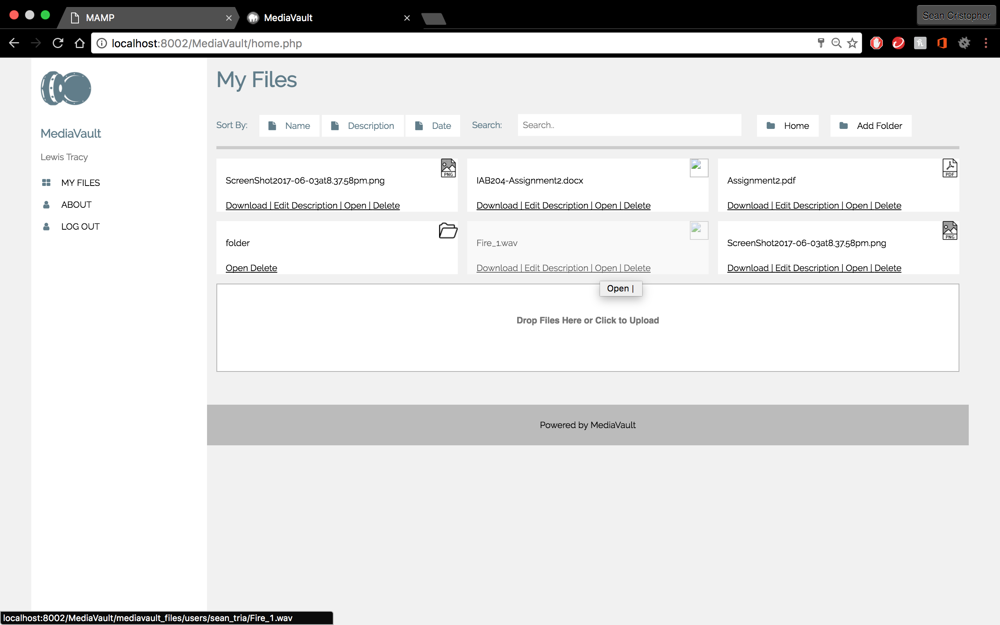 MAMP
MediaVault
Sean Cristopher
localhost:8002/MediaVault/home.php
h
My Files
Sort By: Name Description Date Search: Search.. Home Add Folder
MediaVault
Lewis Tracy
MY FILES
ABOUT
LOG OUT
PNG
ScreenShot2017-06-03at8.37.58pm.png
Download | Edit Description | Open | Delete
IAB204-Assignment2.docx
Download | Edit Description | Open | Delete
PDF
Assignment2.pdf
Download | Edit Description | Open | Delete
folder
Open Delete
Fire_1.wav
Download | Edit Description | Open | Delete
PNG
ScreenShot2017-06-03at8.37.58pm.png
Download | Edit Description | Open | Delete
Open |
Drop Files Here or Click to Upload
Powered by MediaVault
localhost:8002/MediaVault/mediavault_files/users/sean_tria/Fire_1.wav